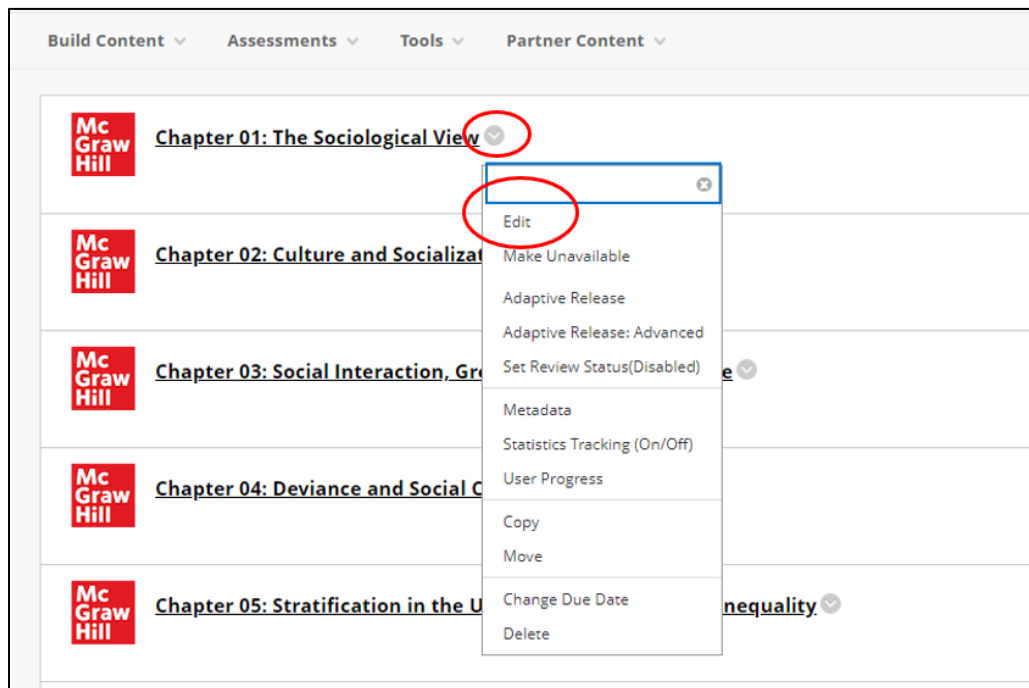 Build Content Assessments Tools Partner Content
Mc
Graw
Hill
Chapter 01: The Sociological View
Edit
Mc
Graw
Hill
Chapter 02: Culture and Socializat
Make Unavailable
Adaptive Release
Adaptive Release: Advanced
Mc
Graw
Hill
Chapter 03: Social Interaction, Gr
Set Review Status(Disabled)
e
Metadata
Statistics Tracking (On/Off)
User Progress
Mc
Graw
Hill
Chapter 04: Deviance and Social C
Copy
Move
Mc
Graw
Hill
Chapter 05: Stratification in the U
Change Due Date
nequality
Delete